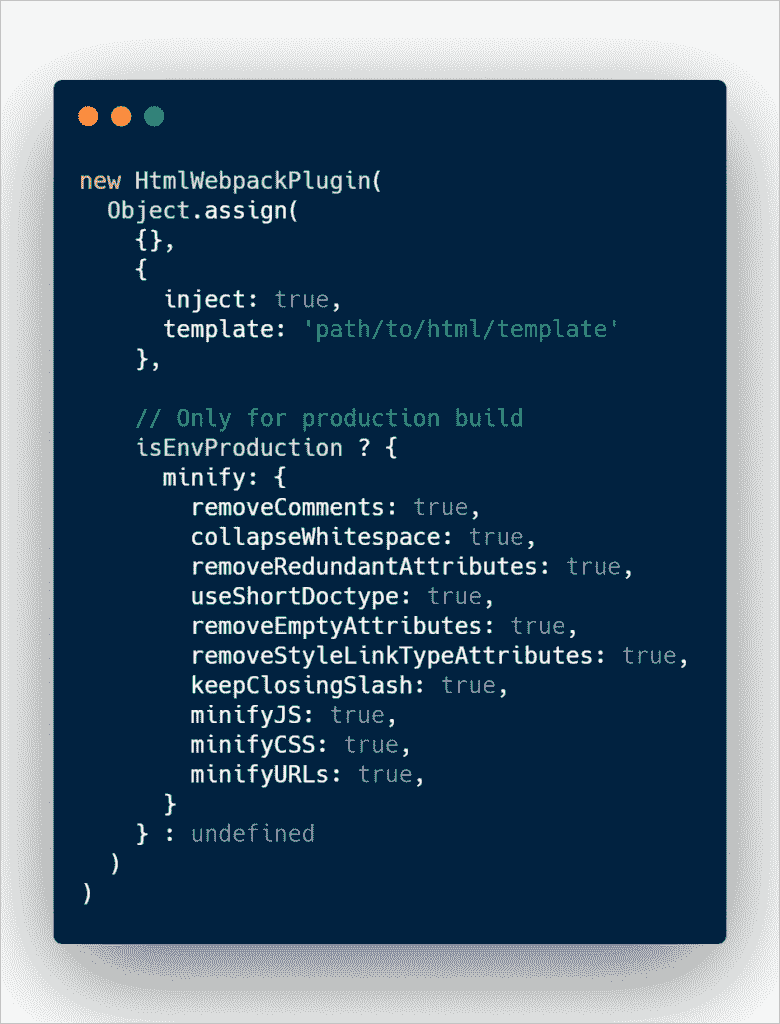 new HtmlWebpackPlugin(
  Object.assign(
    {},
    {
      inject: true,
      template: 'path/to/html/template'
    },

    // Only for production build
    isEnvProduction ? {
      minify: {
        removeComments: true,
        collapseWhitespace: true,
        removeRedundantAttributes: true,
        useShortDoctype: true,
        removeEmptyAttributes: true,
        removeStyleLinkTypeAttributes: true,
        keepClosingSlash: true,
        minifyJS: true,
        minifyCSS: true,
        minifyURLs: true,
      }
    } : undefined
  )
)